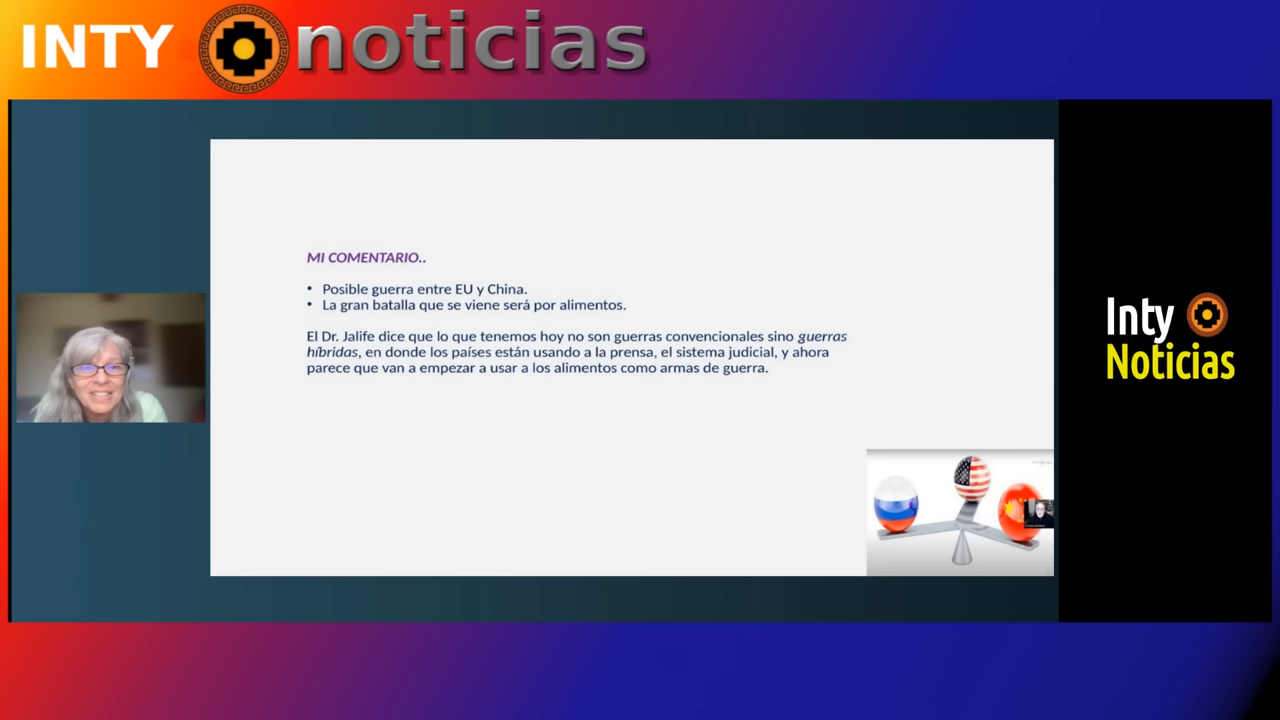 INTY noticias
MI COMENTARIO..
• Posible guerra entre EU y China.
• La gran batalla que se viene será por alimentos.
El Dr. Jalife dice que lo que tenemos hoy no son guerras convencionales sino guerras
híbridas, en donde los países están usando a la prensa, el sistema judicial, y ahora
parece que van a empezar a usar a los alimentos como armas de guerra.
Inty
Noticias